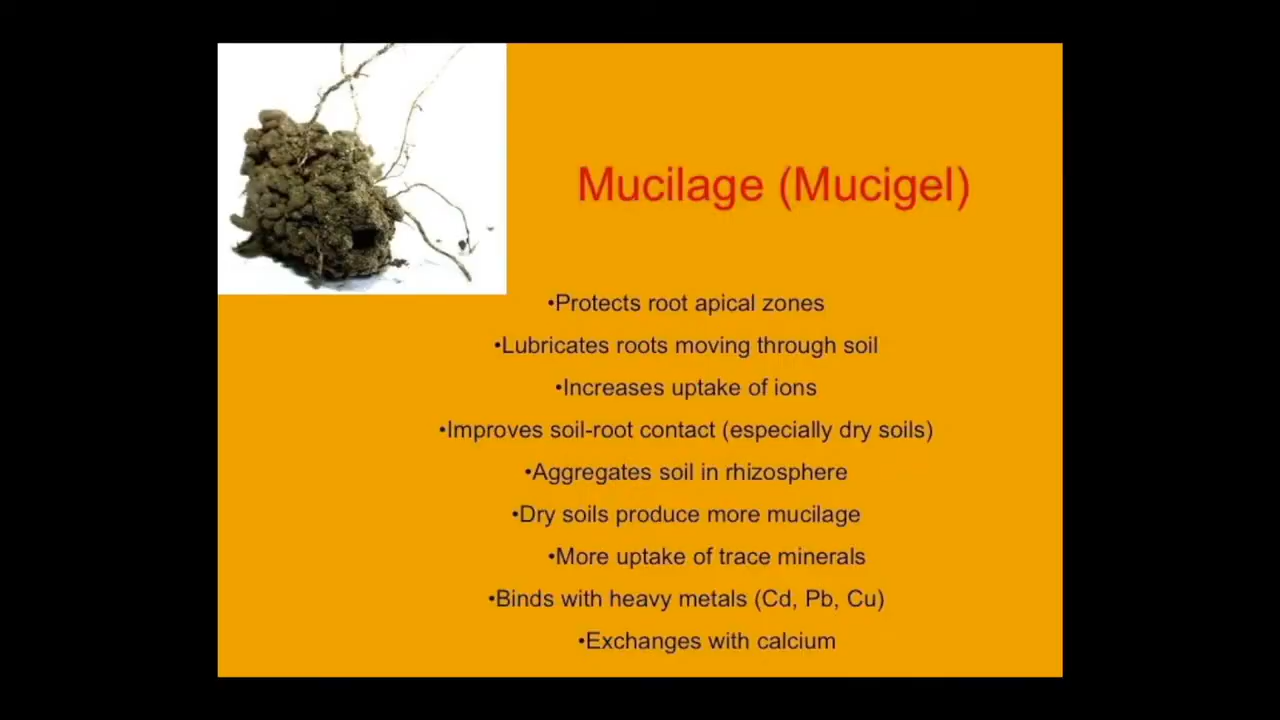 Mucilage (Mucigel)
•Protects root apical zones
•Lubricates roots moving through soil
•Increases uptake of ions
•Improves soil-root contact (especially dry soils)
•Aggregates soil in rhizosphere
•Dry soils produce more mucilage
•More uptake of trace minerals
•Binds with heavy metals (Cd, Pb, Cu)
•Exchanges with calcium